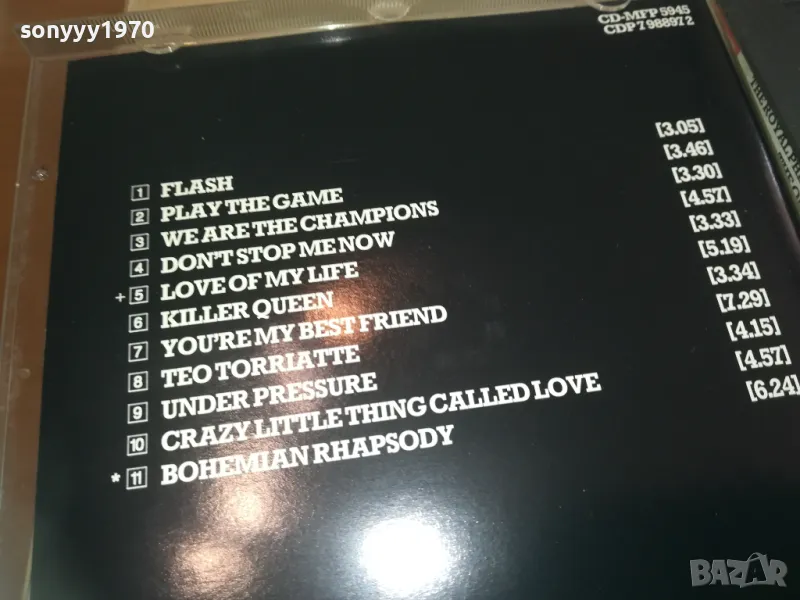 sonyyy1970
CD-MFP 5945
CDP 7 98897 2
1 FLASH [3.05]
2 PLAY THE GAME [3.46]
3 WE ARE THE CHAMPIONS [3.30]
4 DON'T STOP ME NOW [4.57]
+ 5 LOVE OF MY LIFE [3.33]
6 KILLER QUEEN [5.19]
7 YOU'RE MY BEST FRIEND [3.34]
8 TEO TORRIATTE [7.29]
9 UNDER PRESSURE [4.15]
10 CRAZY LITTLE THING CALLED LOVE [4.57]
* 11 BOHEMIAN RHAPSODY [6.24]
THE ROYAL
BAZAR